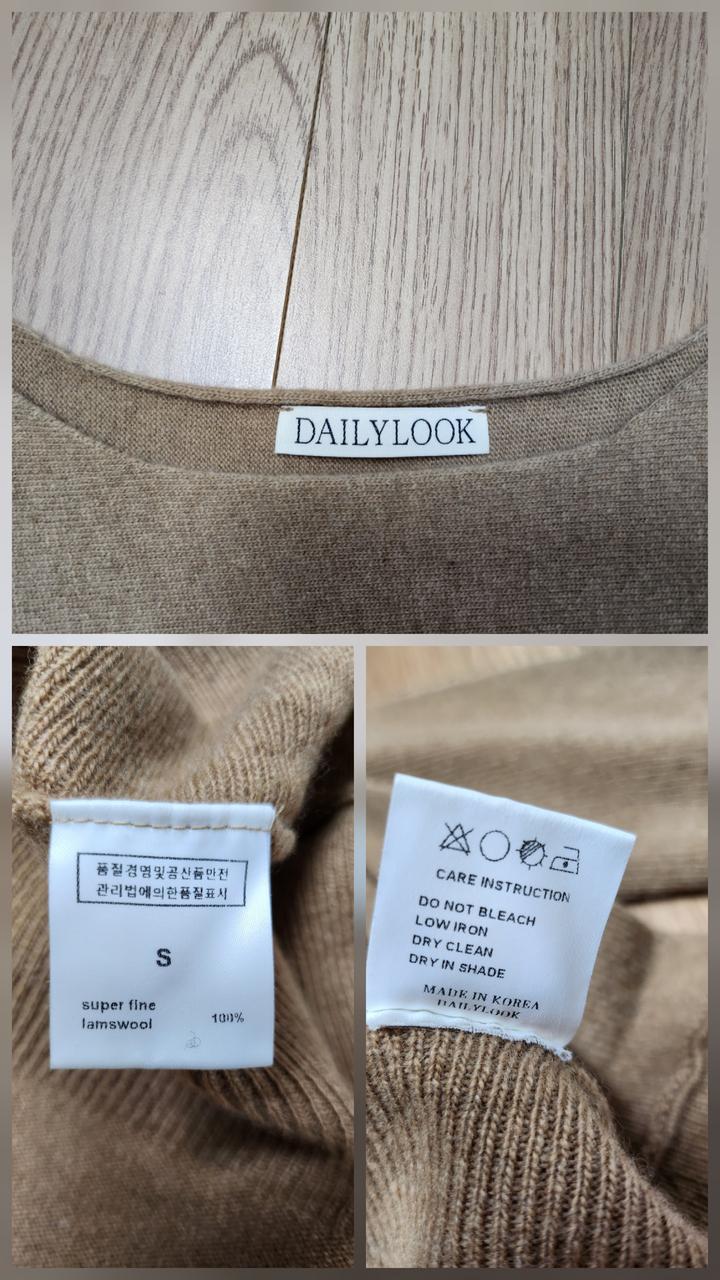 DAILYLOOK
품질경명및공산품만전
관리법에의한품질표시
S
super fine
lamswool 100%
CARE INSTRUCTION
DO NOT BLEACH
LOW IRON
DRY CLEAN
DRY IN SHADE
MADE IN KOREA
DAILYLOOK